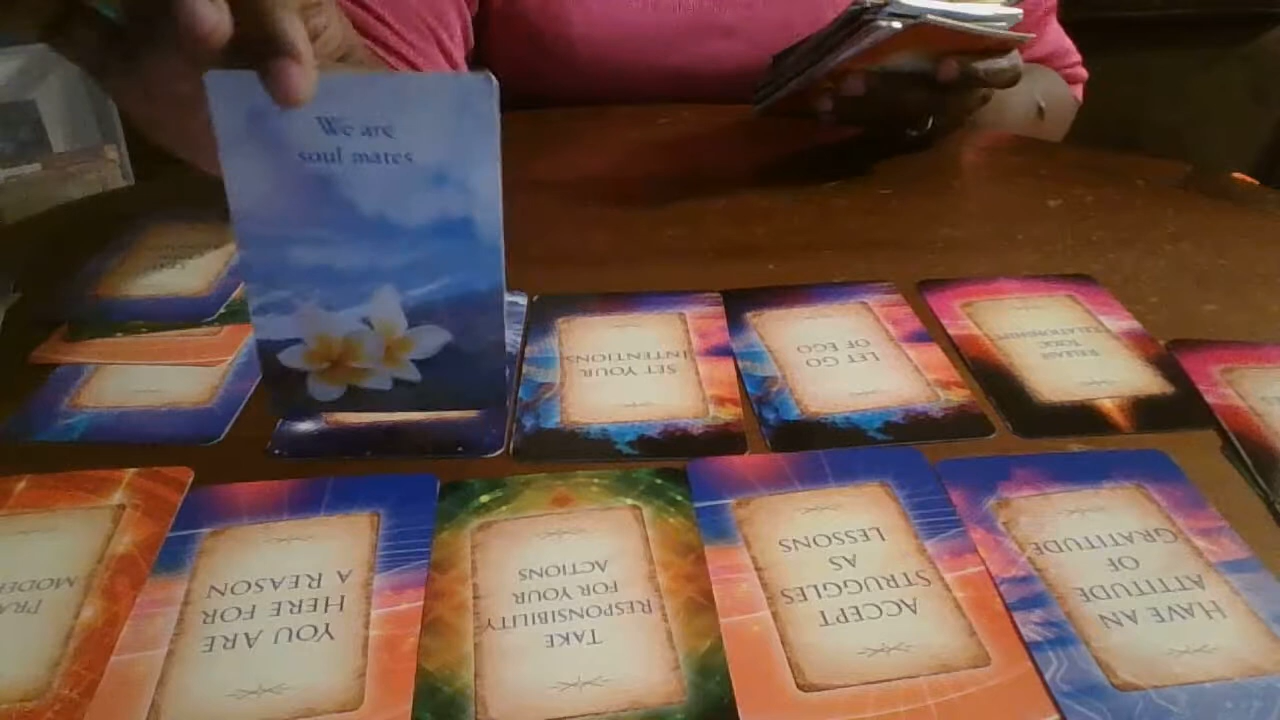 We are
soul mates
SET YOUR
INTENTIONS
LET GO
OF EGO
RELEASE
TOXIC
RELATIONSHIPS
YOU ARE
HERE FOR
A REASON
TAKE
RESPONSIBILITY
FOR YOUR
ACTIONS
ACCEPT
STRUGGLES
AS
LESSONS
HAVE AN
ATTITUDE
OF
GRATITUDE